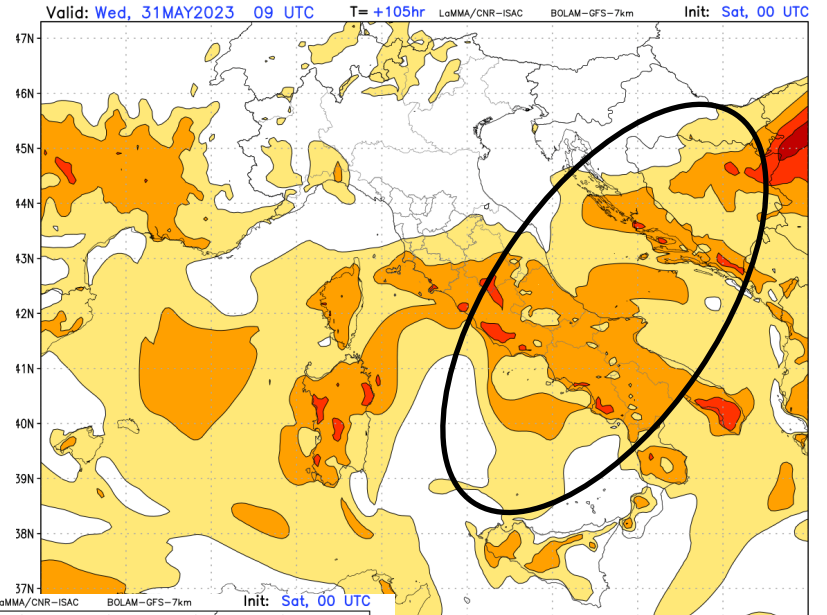 Valid: Wed, 31MAY2023 09 UTC T= +105hr LaMMA/CNR-ISAC BOLAM-GFS-7km Init: Sat, 00 UTC
47N
46N
45N
44N
43N
42N
41N
40N
39N
38N
37N
aMMA/CNR-ISAC BOLAM-GFS-7km Init: Sat, 00 UTC